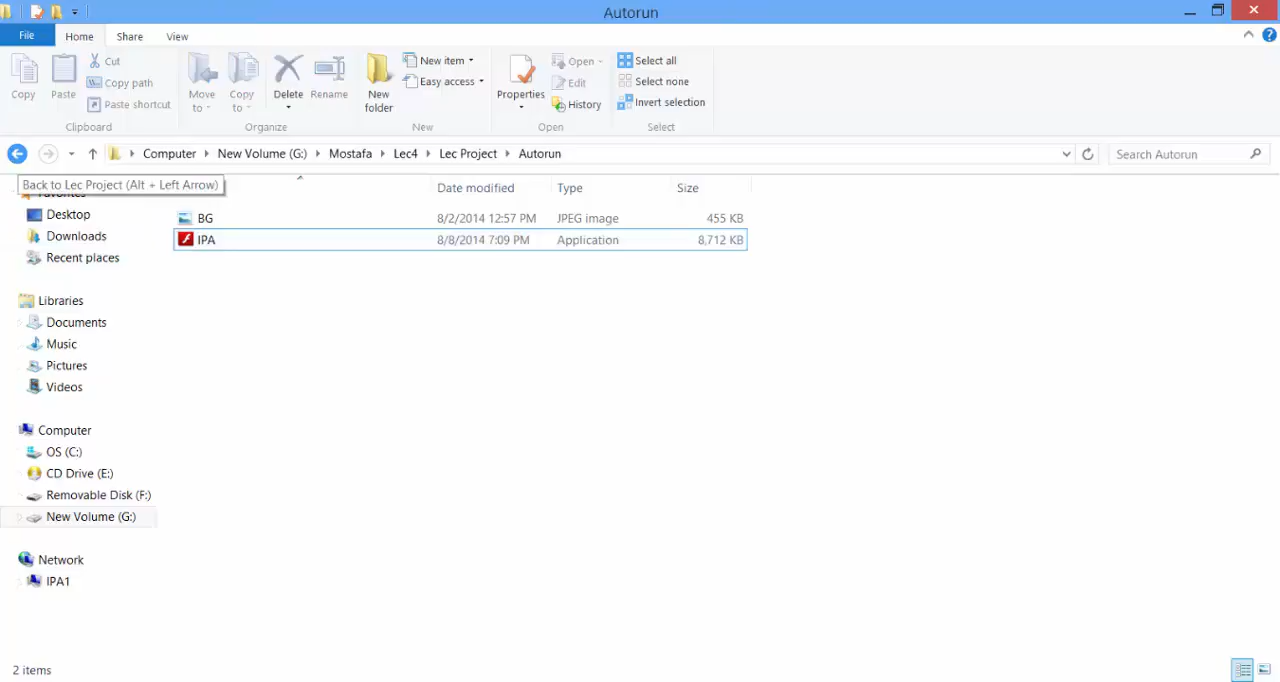 Autorun
File Home Share View
Copy
Paste
Cut
Copy path
Paste shortcut
Clipboard
Move to
Copy to
Delete
Rename
Organize
New folder
New item
Easy access
New
Properties
Open
Edit
History
Open
Select all
Select none
Invert selection
Select
Computer New Volume (G:) Mostafa Lec4 Lec Project Autorun
Search Autorun
Back to Lec Project (Alt + Left Arrow)
Date modified Type Size
BG 8/2/2014 12:57 PM JPEG image 455 KB
IPA 8/8/2014 7:09 PM Application 8,712 KB
Favorites
Desktop
Downloads
Recent places
Libraries
Documents
Music
Pictures
Videos
Computer
OS (C:)
CD Drive (E:)
Removable Disk (F:)
New Volume (G:)
Network
IPA1
2 items